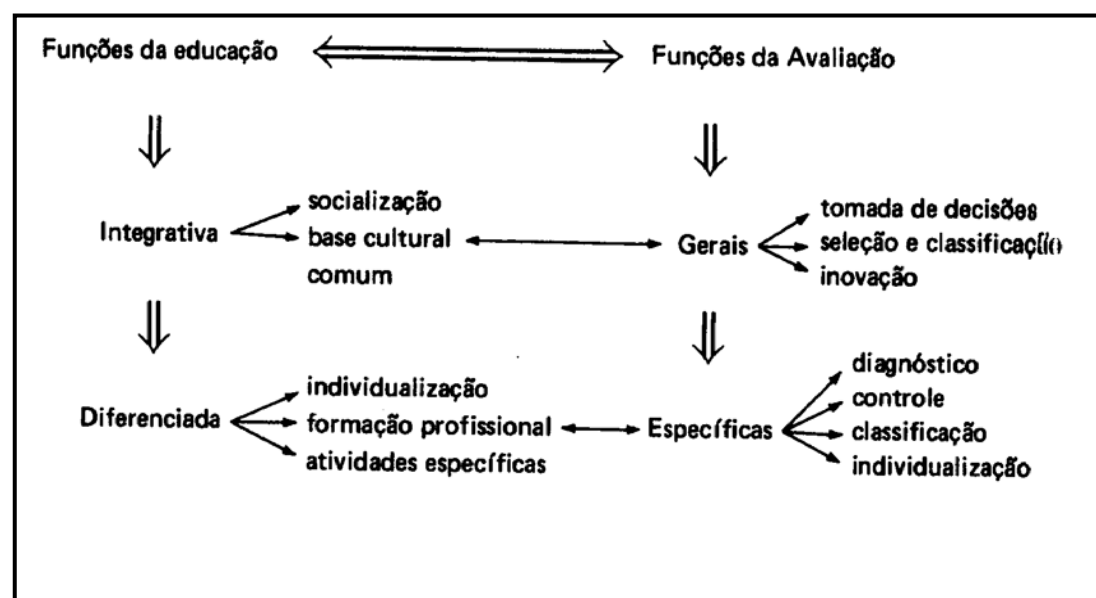 Funções da educação
Funções da Avaliação
Integrativa
socialização
base cultural
comum
Gerais
tomada de decisões
seleção e classificação
inovação
Diferenciada
individualização
formação profissional
atividades específicas
Específicas
diagnóstico
controle
classificação
individualização